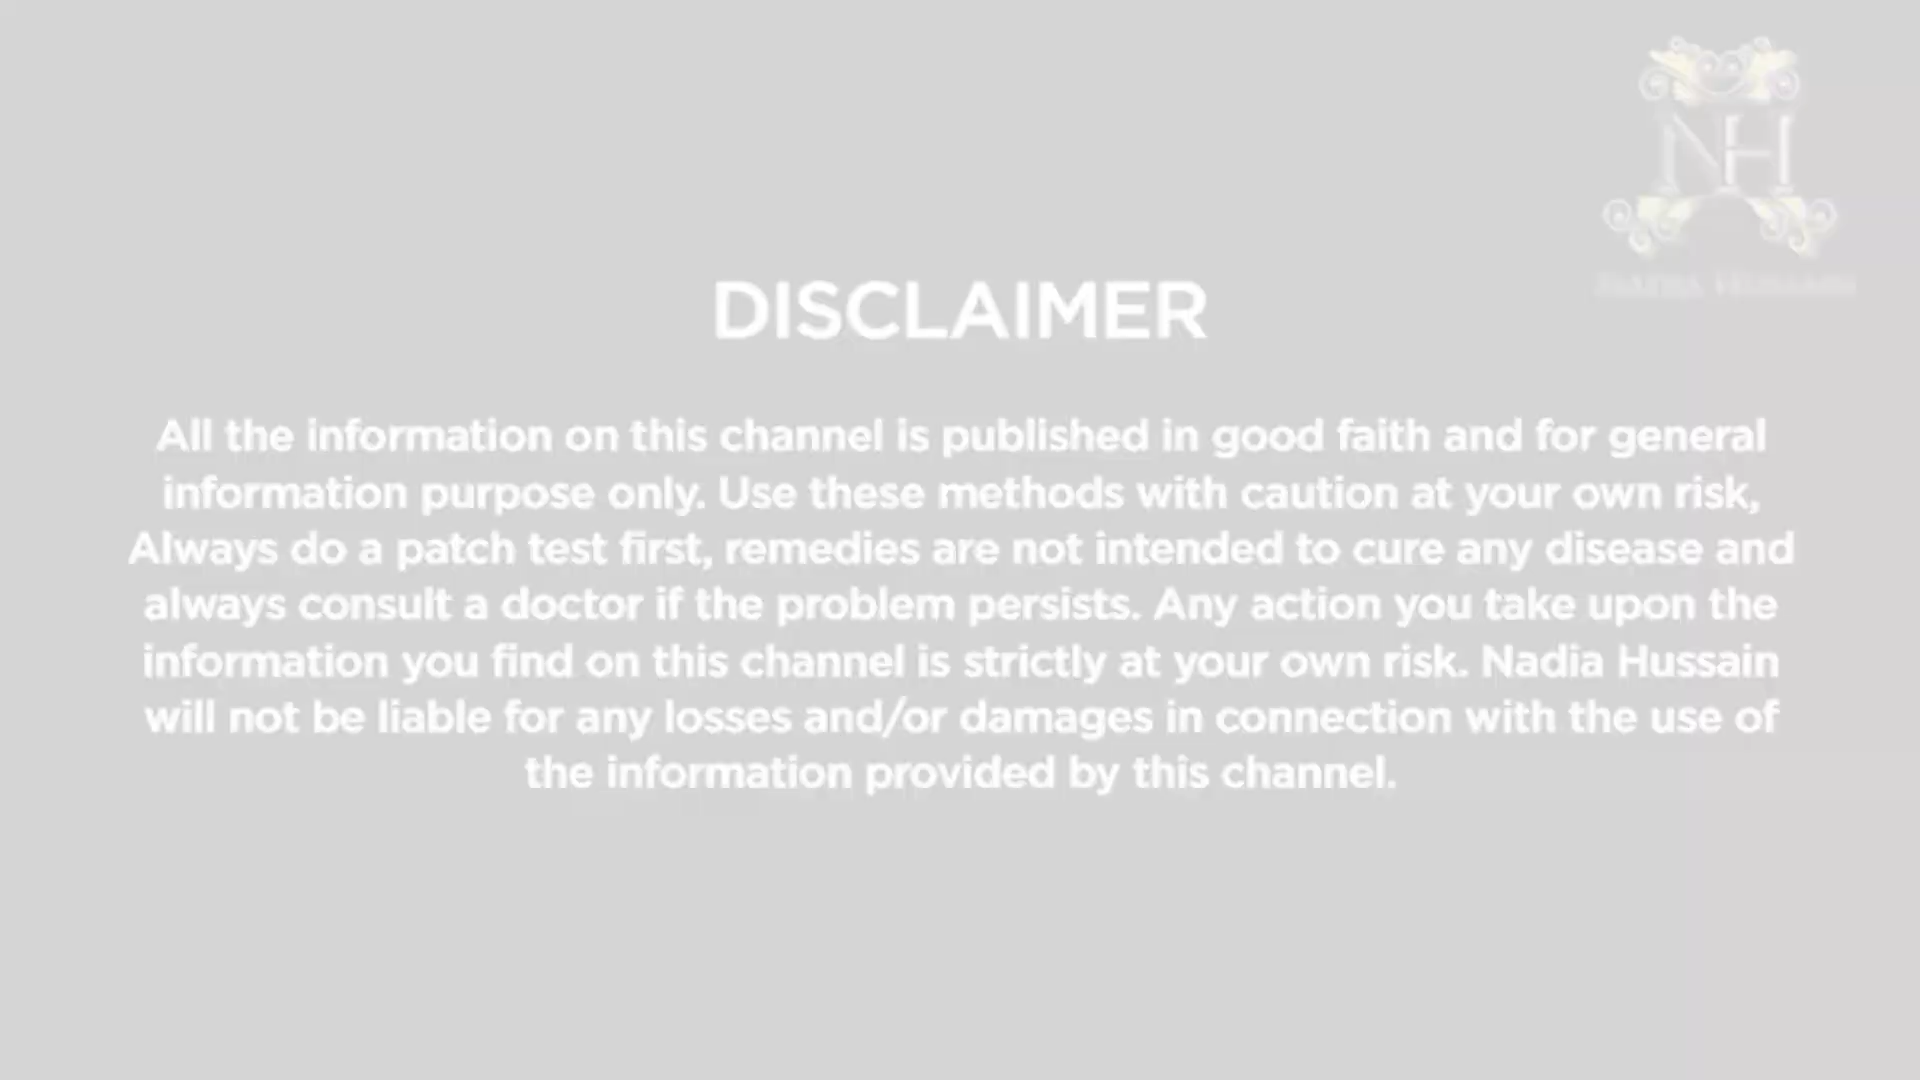 NH
NADIA HUSSAIN
DISCLAIMER
All the information on this channel is published in good faith and for general
information purpose only. Use these methods with caution at your own risk,
Always do a patch test first, remedies are not intended to cure any disease and
always consult a doctor if the problem persists. Any action you take upon the
information you find on this channel is strictly at your own risk. Nadia Hussain
will not be liable for any losses and/or damages in connection with the use of
the information provided by this channel.